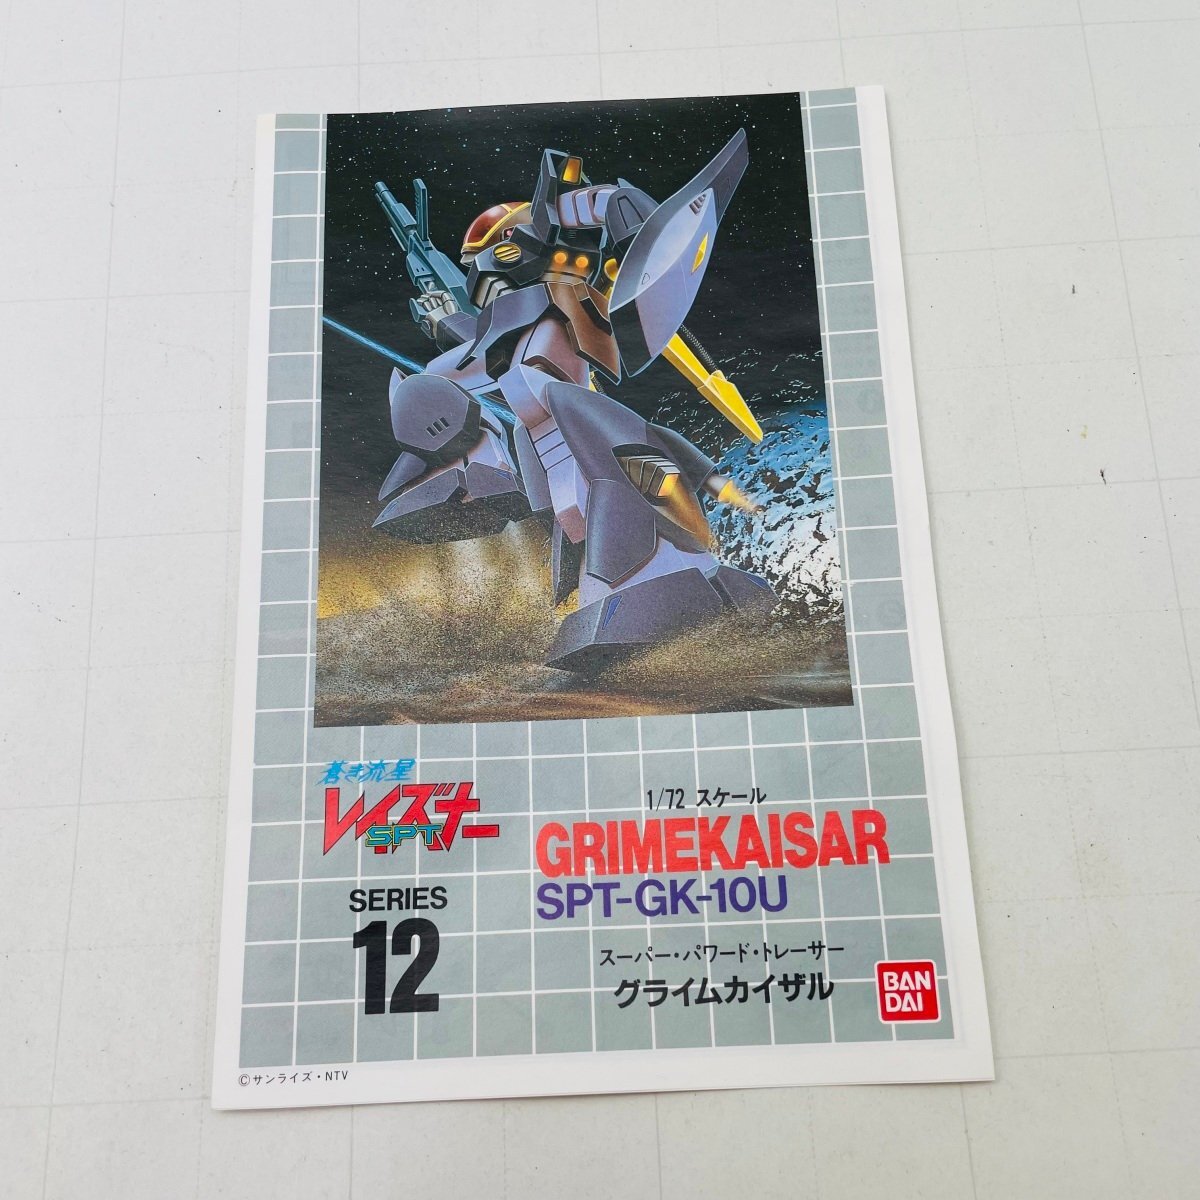 蒼き流星
レイズナー
SPT
SERIES
12
1/72 スケール
GRIMEKAISAR
SPT-GK-10U
スーパー・パワード・トレーサー
グライムカイザル
BAN
DAI
©サンライズ・NTV